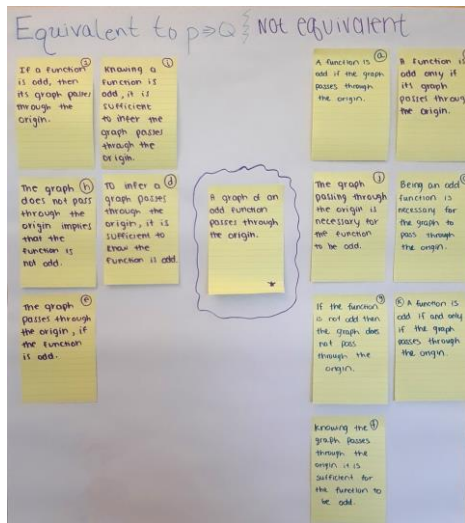 Equivalent to P⇒Q } Not equivalent
If a function
is odd, then
its graph passes
through the
origin.
Knowing a
function is
odd, it is
sufficient
to infer the
graph passes
through the
origin.
The graph
does not pass
through the
origin implies
that the
function is
not odd.
To infer a
graph passes
through the
origin, it is
sufficient to
know the
function is odd.
The graph
passes through
the origin, if
the function
is odd.
A graph of an
odd function
passes through
the origin.
A function is
odd if the graph
passes through
the origin.
A function is
odd only if
its graph
passes through
the origin.
The graph
passing through
the origin is
necessary for
the function
to be odd.
Being an odd
function is
necessary for
the graph to
pass through
the origin.
If the function
is not odd then
the graph does
not pass
through the
origin.
A function is
odd if and only
if the graph
passes through
the origin.
Knowing the
graph passes
through the
origin it is
sufficient for
the function to
be odd.